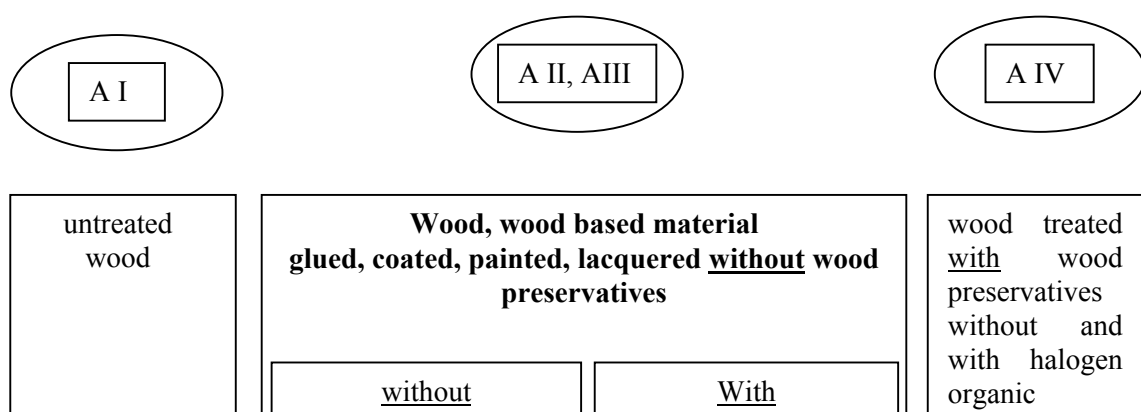 A I
A II, AIII
A IV
untreated
wood
Wood, wood based material
glued, coated, painted, lacquered without wood
preservatives
without
With
wood treated
with wood
preservatives
without and
with halogen
organic